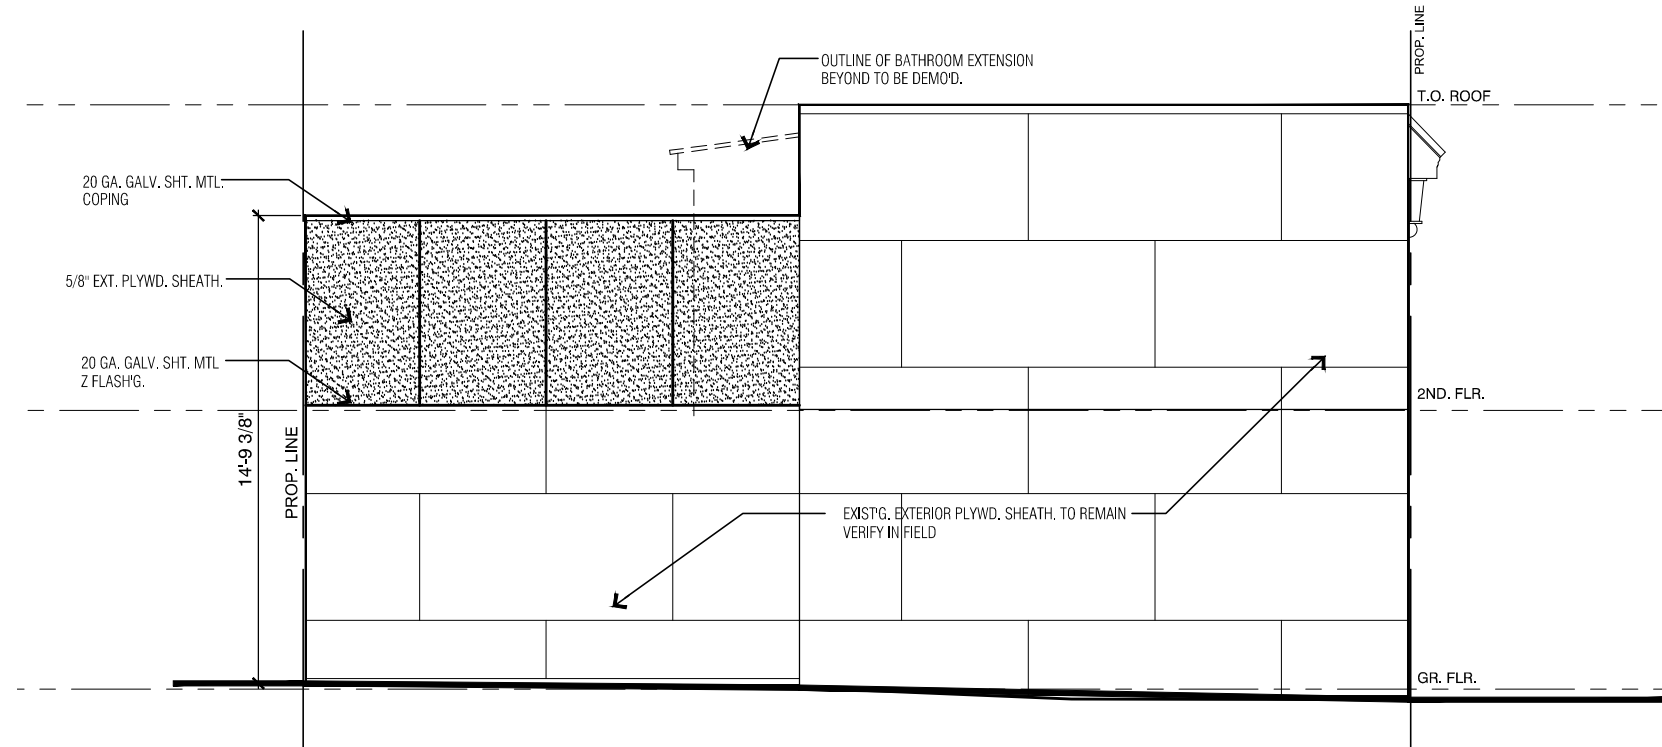 PROP. LINE
OUTLINE OF BATHROOM EXTENSION
BEYOND TO BE DEMO'D.
T.O. ROOF
20 GA. GALV. SHT. MTL.
COPING
5/8" EXT. PLYWD. SHEATH.
20 GA. GALV. SHT. MTL
Z FLASH'G.
2ND. FLR.
14'-9 3/8"
PROP. LINE
EXIST'G. EXTERIOR PLYWD. SHEATH. TO REMAIN
VERIFY IN FIELD
GR. FLR.